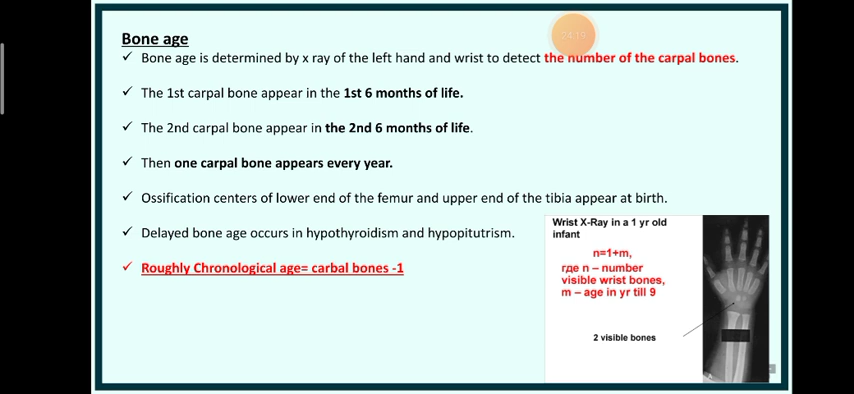 24:19
Bone age
✓ Bone age is determined by x ray of the left hand and wrist to detect the number of the carpal bones.
✓ The 1st carpal bone appear in the 1st 6 months of life.
✓ The 2nd carpal bone appear in the 2nd 6 months of life.
✓ Then one carpal bone appears every year.
✓ Ossification centers of lower end of the femur and upper end of the tibia appear at birth.
✓ Delayed bone age occurs in hypothyroidism and hypopitutrism.
✓ Roughly Chronological age= carbal bones -1
Wrist X-Ray in a 1 yr old
infant
n=1+m,
где n – number
visible wrist bones,
m – age in yr till 9
2 visible bones